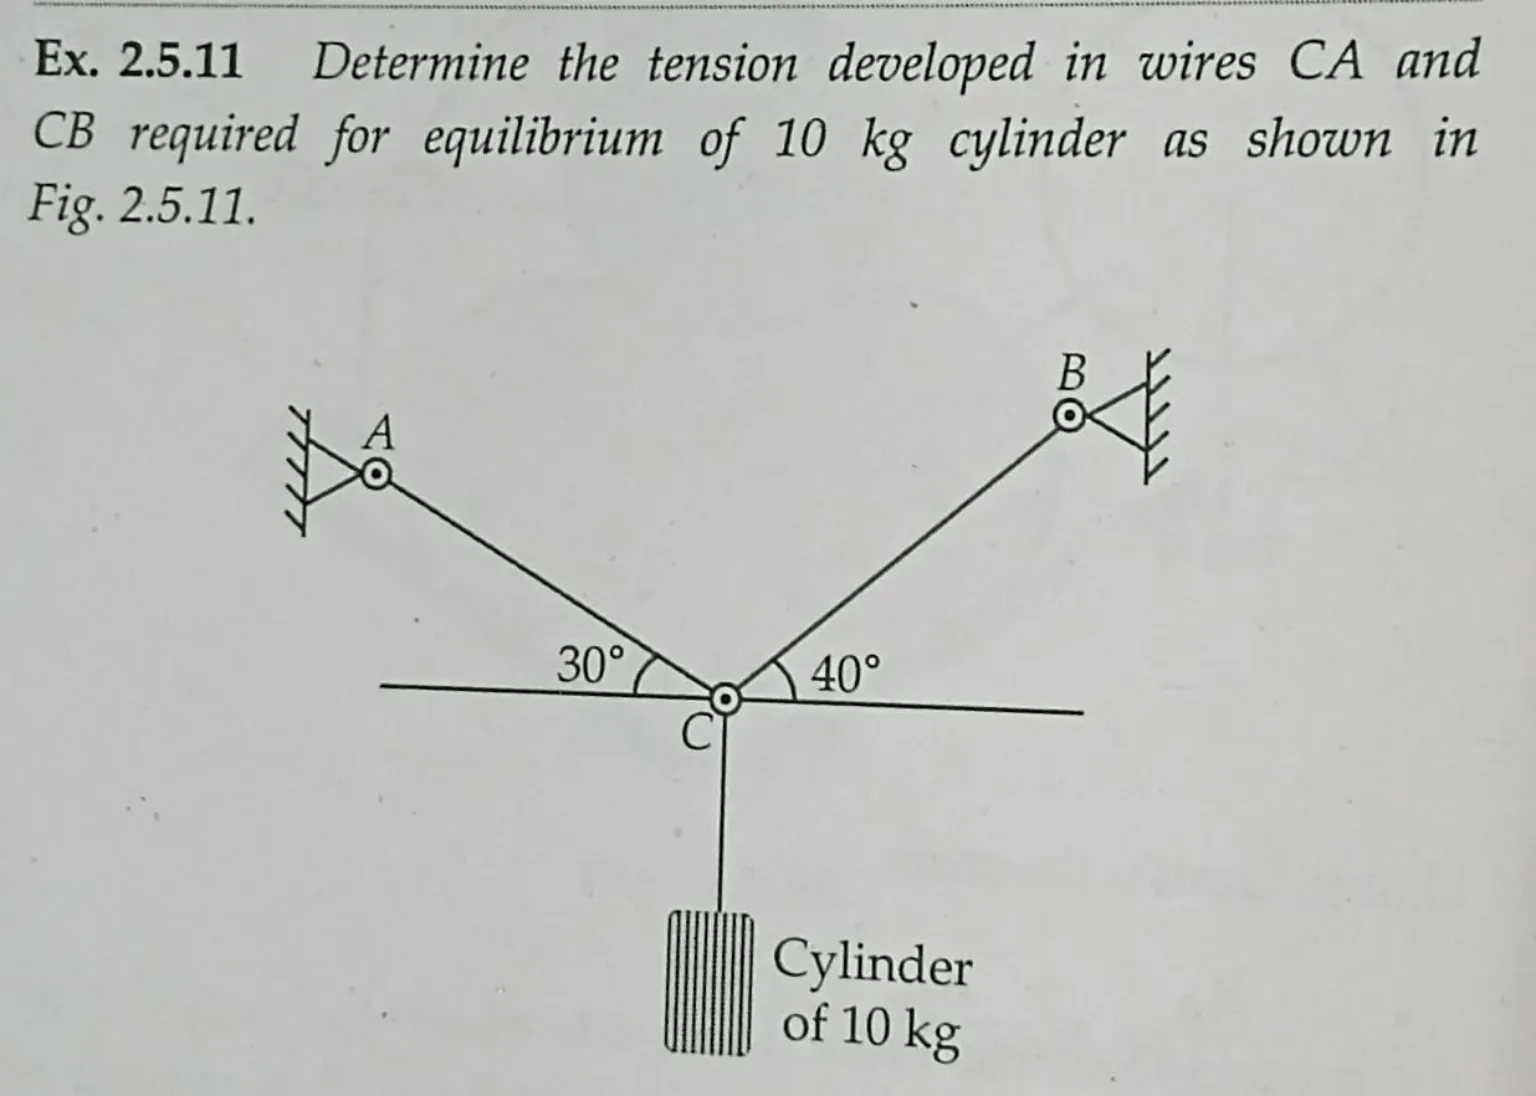 Ex. 2.5.11 Determine the tension developed in wires CA and
CB required for equilibrium of 10 kg cylinder as shown in
Fig. 2.5.11.
B
A
30°
40°
C
Cylinder
of 10 kg